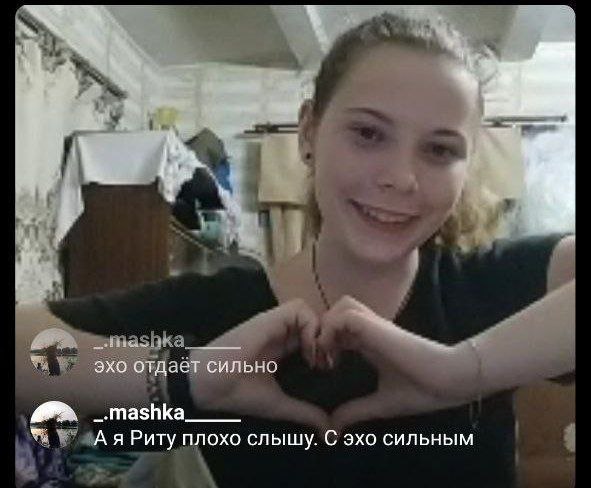 _.mashka_____
эхо отдаёт сильно
_.mashka_____
А я Риту плохо слышу. С эхо сильным